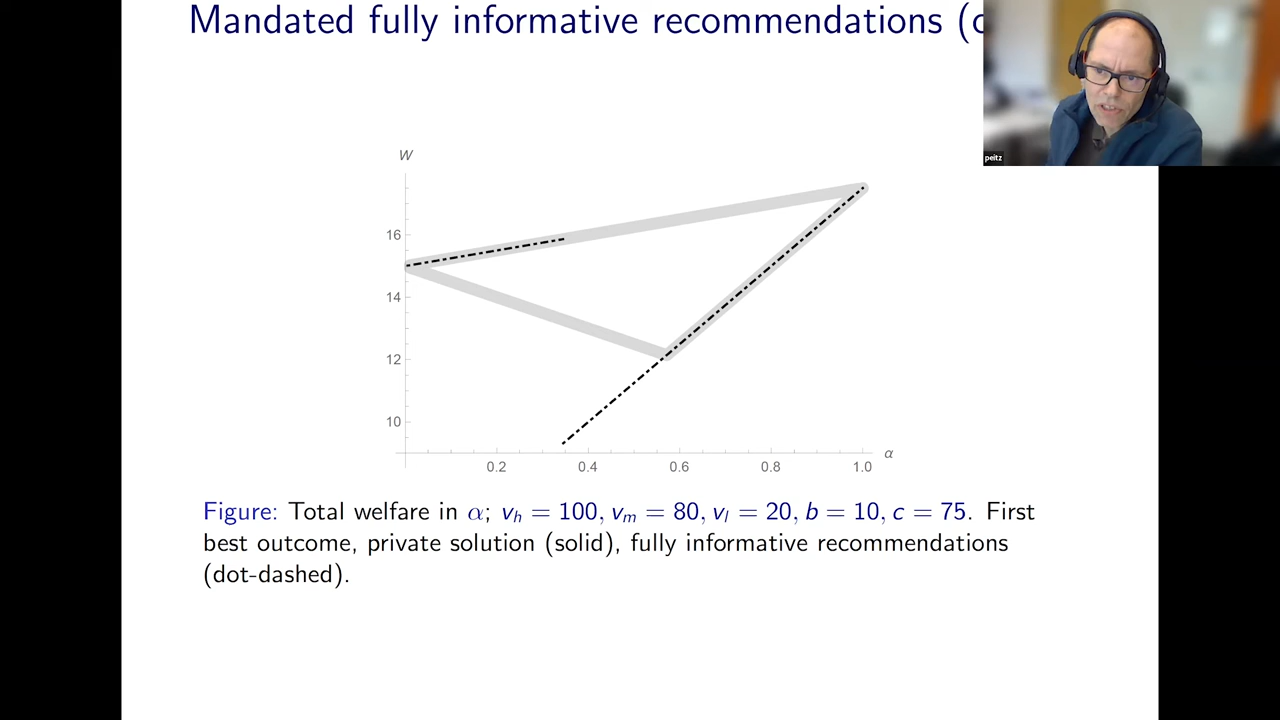 Mandated fully informative recommendations (c
peitz
W
16
14
12
10
0.2 0.4 0.6 0.8 1.0 α
Figure: Total welfare in α; v_h = 100, v_m = 80, v_l = 20, b = 10, c = 75. First
best outcome, private solution (solid), fully informative recommendations
(dot-dashed).